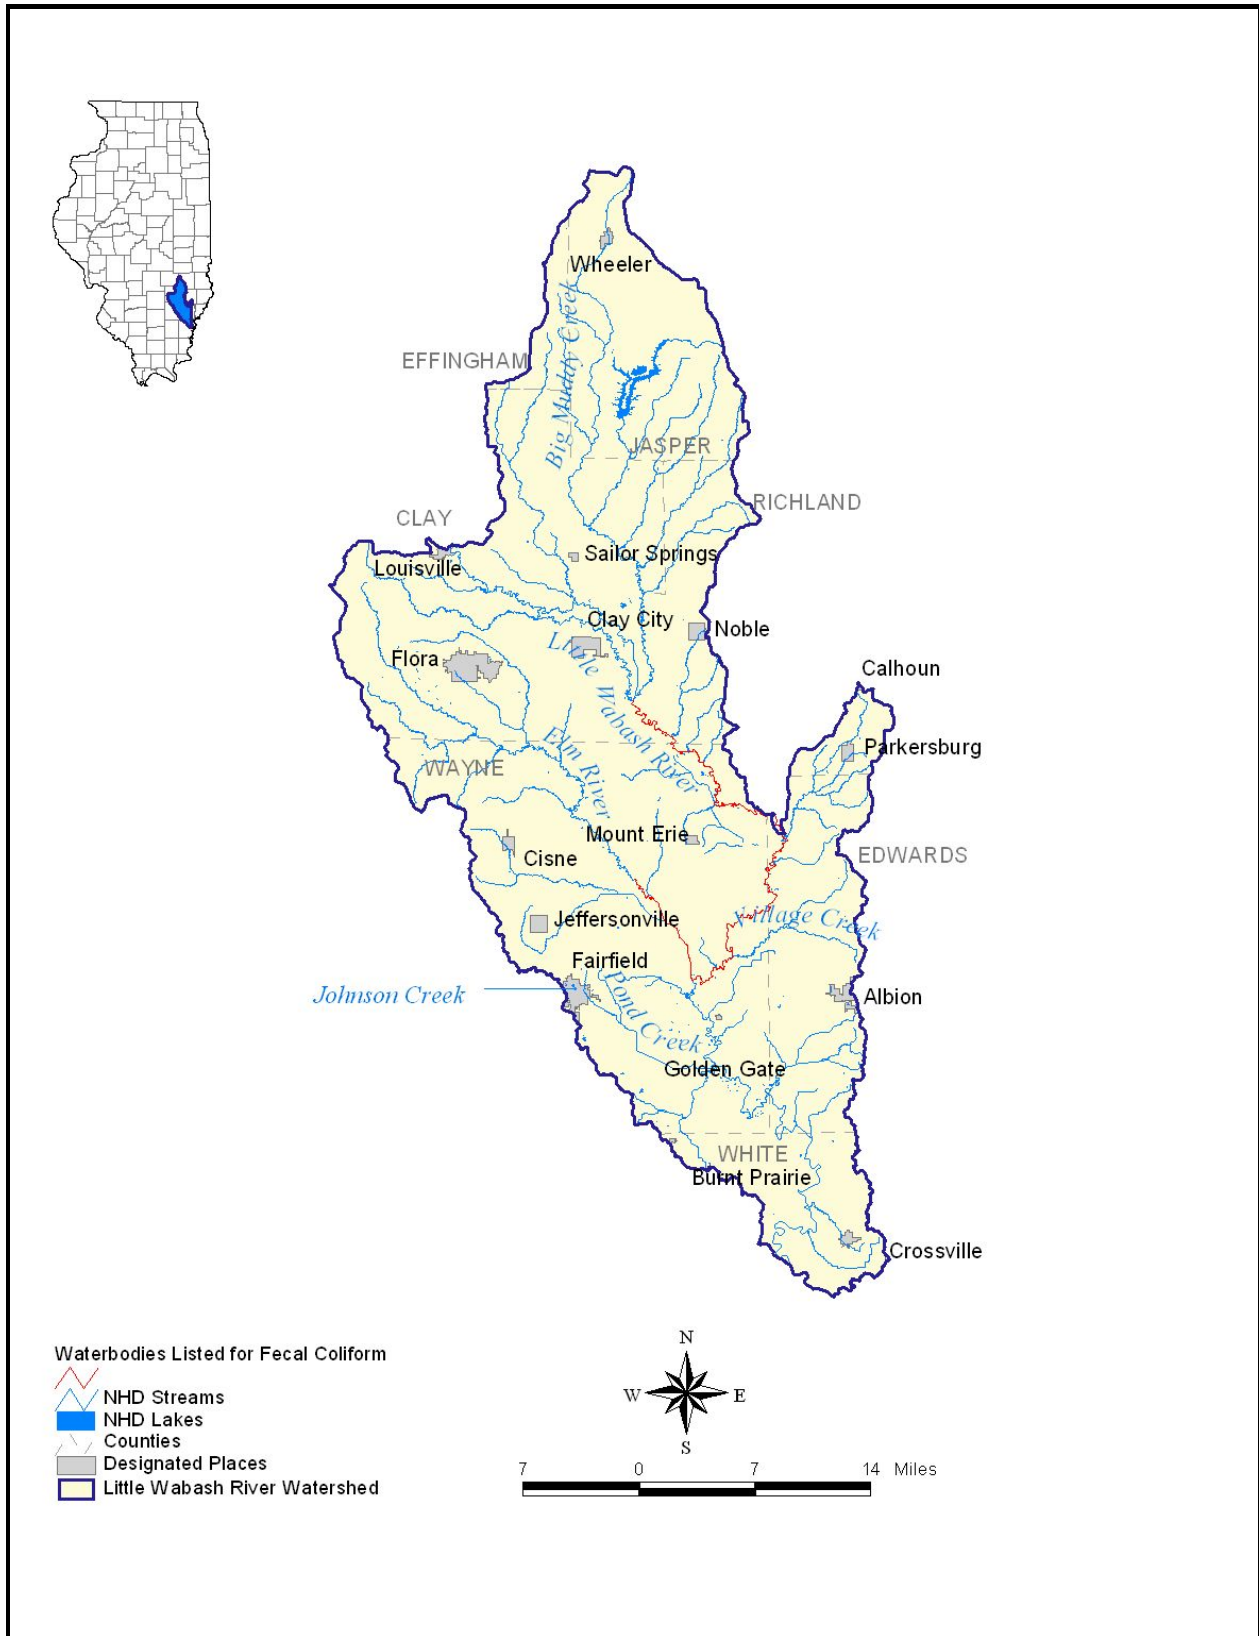 Wheeler
Big Muddy Creek
EFFINGHAM
JASPER
RICHLAND
CLAY
Sailor Springs
Louisville
Clay City
Noble
Little Wabash River
Flora
Calhoun
Elm River
Parkersburg
WAYNE
Mount Erie
Cisne
EDWARDS
Jeffersonville
Village Creek
Fairfield
Johnson Creek
Pond Creek
Albion
Golden Gate
WHITE
Burnt Prairie
Crossville
Waterbodies Listed for Fecal Coliform
NHD Streams
NHD Lakes
Counties
Designated Places
Little Wabash River Watershed
N
W E
S
7 0 7 14 Miles